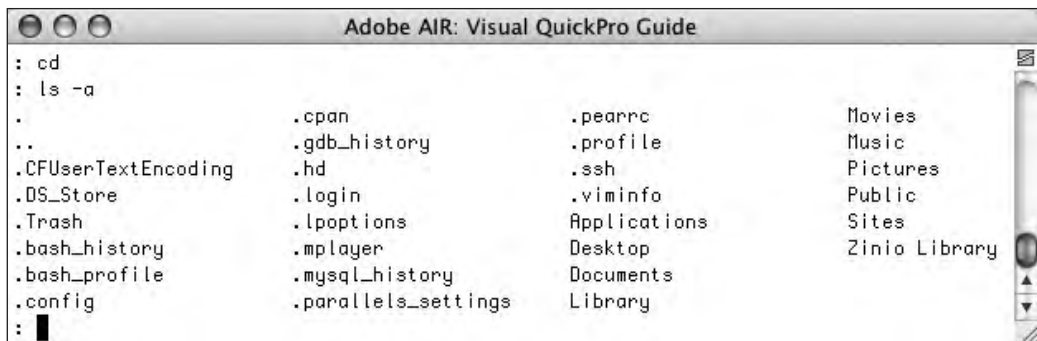 Adobe AIR: Visual QuickPro Guide
: cd
: ls -a
. .cpan .pearrc Movies
.. .gdb_history .profile Music
.CFUserTextEncoding .hd .ssh Pictures
.DS_Store .login .viminfo Public
.Trash .lpoptions Applications Sites
.bash_history .mplayer Desktop Zinio Library
.bash_profile .mysql_history Documents
.config .parallels_settings Library
: